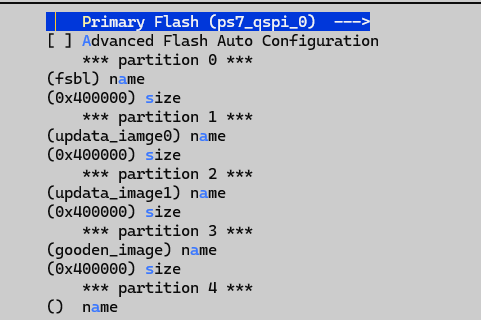 Primary Flash (ps7_qspi_0)  --->
[ ] Advanced Flash Auto Configuration
*** partition 0 ***
(fsbl) name
(0x400000) size
*** partition 1 ***
(updata_iamge0) name
(0x400000) size
*** partition 2 ***
(updata_image1) name
(0x400000) size
*** partition 3 ***
(gooden_image) name
(0x400000) size
*** partition 4 ***
()  name